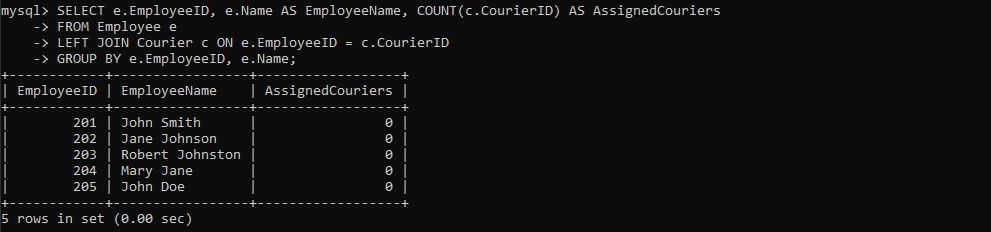 mysql> SELECT e.EmployeeID, e.Name AS EmployeeName, COUNT(c.CourierID) AS AssignedCouriers
    -> FROM Employee e
    -> LEFT JOIN Courier c ON e.EmployeeID = c.CourierID
    -> GROUP BY e.EmployeeID, e.Name;
+------------+-----------------+------------------+
| EmployeeID | EmployeeName    | AssignedCouriers |
+------------+-----------------+------------------+
|        201 | John Smith      |                0 |
|        202 | Jane Johnson    |                0 |
|        203 | Robert Johnston |                0 |
|        204 | Mary Jane       |                0 |
|        205 | John Doe        |                0 |
+------------+-----------------+------------------+
5 rows in set (0.00 sec)